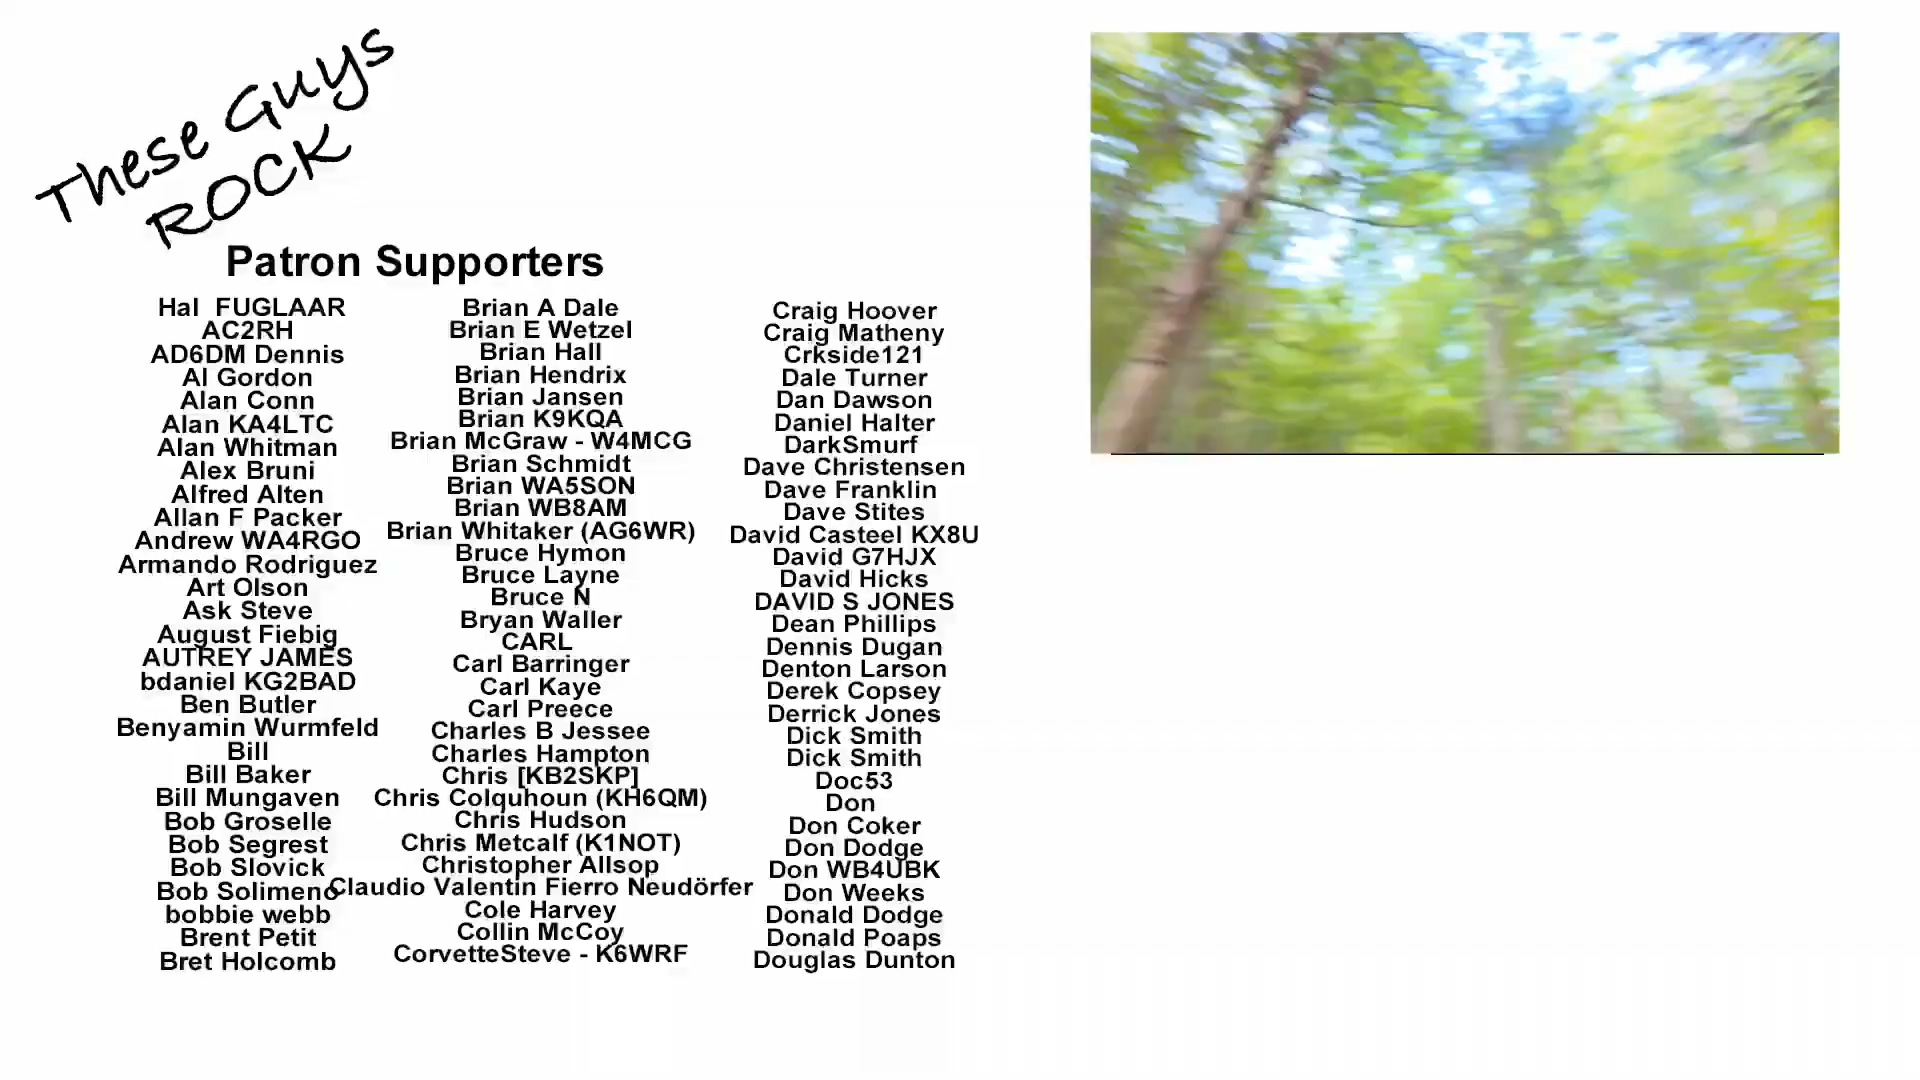 These Guys
ROCK
Patron Supporters
Hal  FUGLAAR
AC2RH
AD6DM Dennis
Al Gordon
Alan Conn
Alan KA4LTC
Alan Whitman
Alex Bruni
Alfred Alten
Allan F Packer
Andrew WA4RGO
Armando Rodriguez
Art Olson
Ask Steve
August Fiebig
AUTREY JAMES
bdaniel KG2BAD
Ben Butler
Benyamin Wurmfeld
Bill
Bill Baker
Bill Mungaven
Bob Groselle
Bob Segrest
Bob Slovick
Bob Solimeno
bobbie webb
Brent Petit
Bret Holcomb
Brian A Dale
Brian E Wetzel
Brian Hall
Brian Hendrix
Brian Jansen
Brian K9KQA
Brian McGraw - W4MCG
Brian Schmidt
Brian WA5SON
Brian WB8AM
Brian Whitaker (AG6WR)
Bruce Hymon
Bruce Layne
Bruce N
Bryan Waller
CARL
Carl Barringer
Carl Kaye
Carl Preece
Charles B Jessee
Charles Hampton
Chris [KB2SKP]
Chris Colquhoun (KH6QM)
Chris Hudson
Chris Metcalf (K1NOT)
Christopher Allsop
Claudio Valentin Fierro Neudörfer
Cole Harvey
Collin McCoy
CorvetteSteve - K6WRF
Craig Hoover
Craig Matheny
Crkside121
Dale Turner
Dan Dawson
Daniel Halter
DarkSmurf
Dave Christensen
Dave Franklin
Dave Stites
David Casteel KX8U
David G7HJX
David Hicks
DAVID S JONES
Dean Phillips
Dennis Dugan
Denton Larson
Derek Copsey
Derrick Jones
Dick Smith
Dick Smith
Doc53
Don
Don Coker
Don Dodge
Don WB4UBK
Don Weeks
Donald Dodge
Donald Poaps
Douglas Dunton